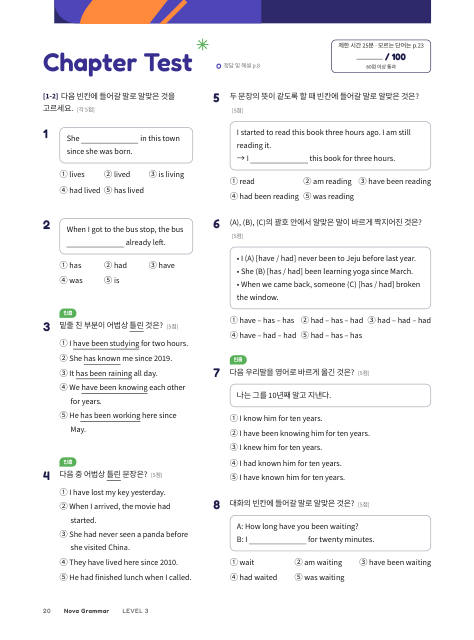 Chapter Test
정답 및 해설 p.8
제한 시간 25분 · 모르는 단어는 p.23
/ 100
80점 이상 통과
[1-2] 다음 빈칸에 들어갈 말로 알맞은 것을
고르세요. (각 5점)
1
She ____________ in this town
since she was born.
① lives ② lived ③ is living
④ had lived ⑤ has lived
2
When I got to the bus stop, the bus
____________ already left.
① has ② had ③ have
④ was ⑤ is
빈출
3 밑줄 친 부분이 어법상 틀린 것은? (5점)
① I have been studying for two hours.
② She has known me since 2019.
③ It has been raining all day.
④ We have been knowing each other
for years.
⑤ He has been working here since
May.
빈출
4 다음 중 어법상 틀린 문장은? (5점)
① I have lost my key yesterday.
② When I arrived, the movie had
started.
③ She had never seen a panda before
she visited China.
④ They have lived here since 2010.
⑤ He had finished lunch when I called.
5 두 문장의 뜻이 같도록 할 때 빈칸에 들어갈 말로 알맞은 것은?
(5점)
I started to read this book three hours ago. I am still
reading it.
→ I ____________ this book for three hours.
① read ② am reading ③ have been reading
④ had been reading ⑤ was reading
6 (A), (B), (C)의 괄호 안에서 알맞은 말이 바르게 짝지어진 것은?
(5점)
• I (A) [have / had] never been to Jeju before last year.
• She (B) [has / had] been learning yoga since March.
• When we came back, someone (C) [has / had] broken
the window.
① have – has – has ② had – has – had ③ had – had – had
④ have – had – had ⑤ had – has – has
빈출
7 다음 우리말을 영어로 바르게 옮긴 것은? (5점)
나는 그를 10년째 알고 지낸다.
① I know him for ten years.
② I have been knowing him for ten years.
③ I knew him for ten years.
④ I had known him for ten years.
⑤ I have known him for ten years.
8 대화의 빈칸에 들어갈 말로 알맞은 것은? (5점)
A: How long have you been waiting?
B: I ____________ for twenty minutes.
① wait ② am waiting ③ have been waiting
④ had waited ⑤ was waiting
20 Nova Grammar LEVEL 3